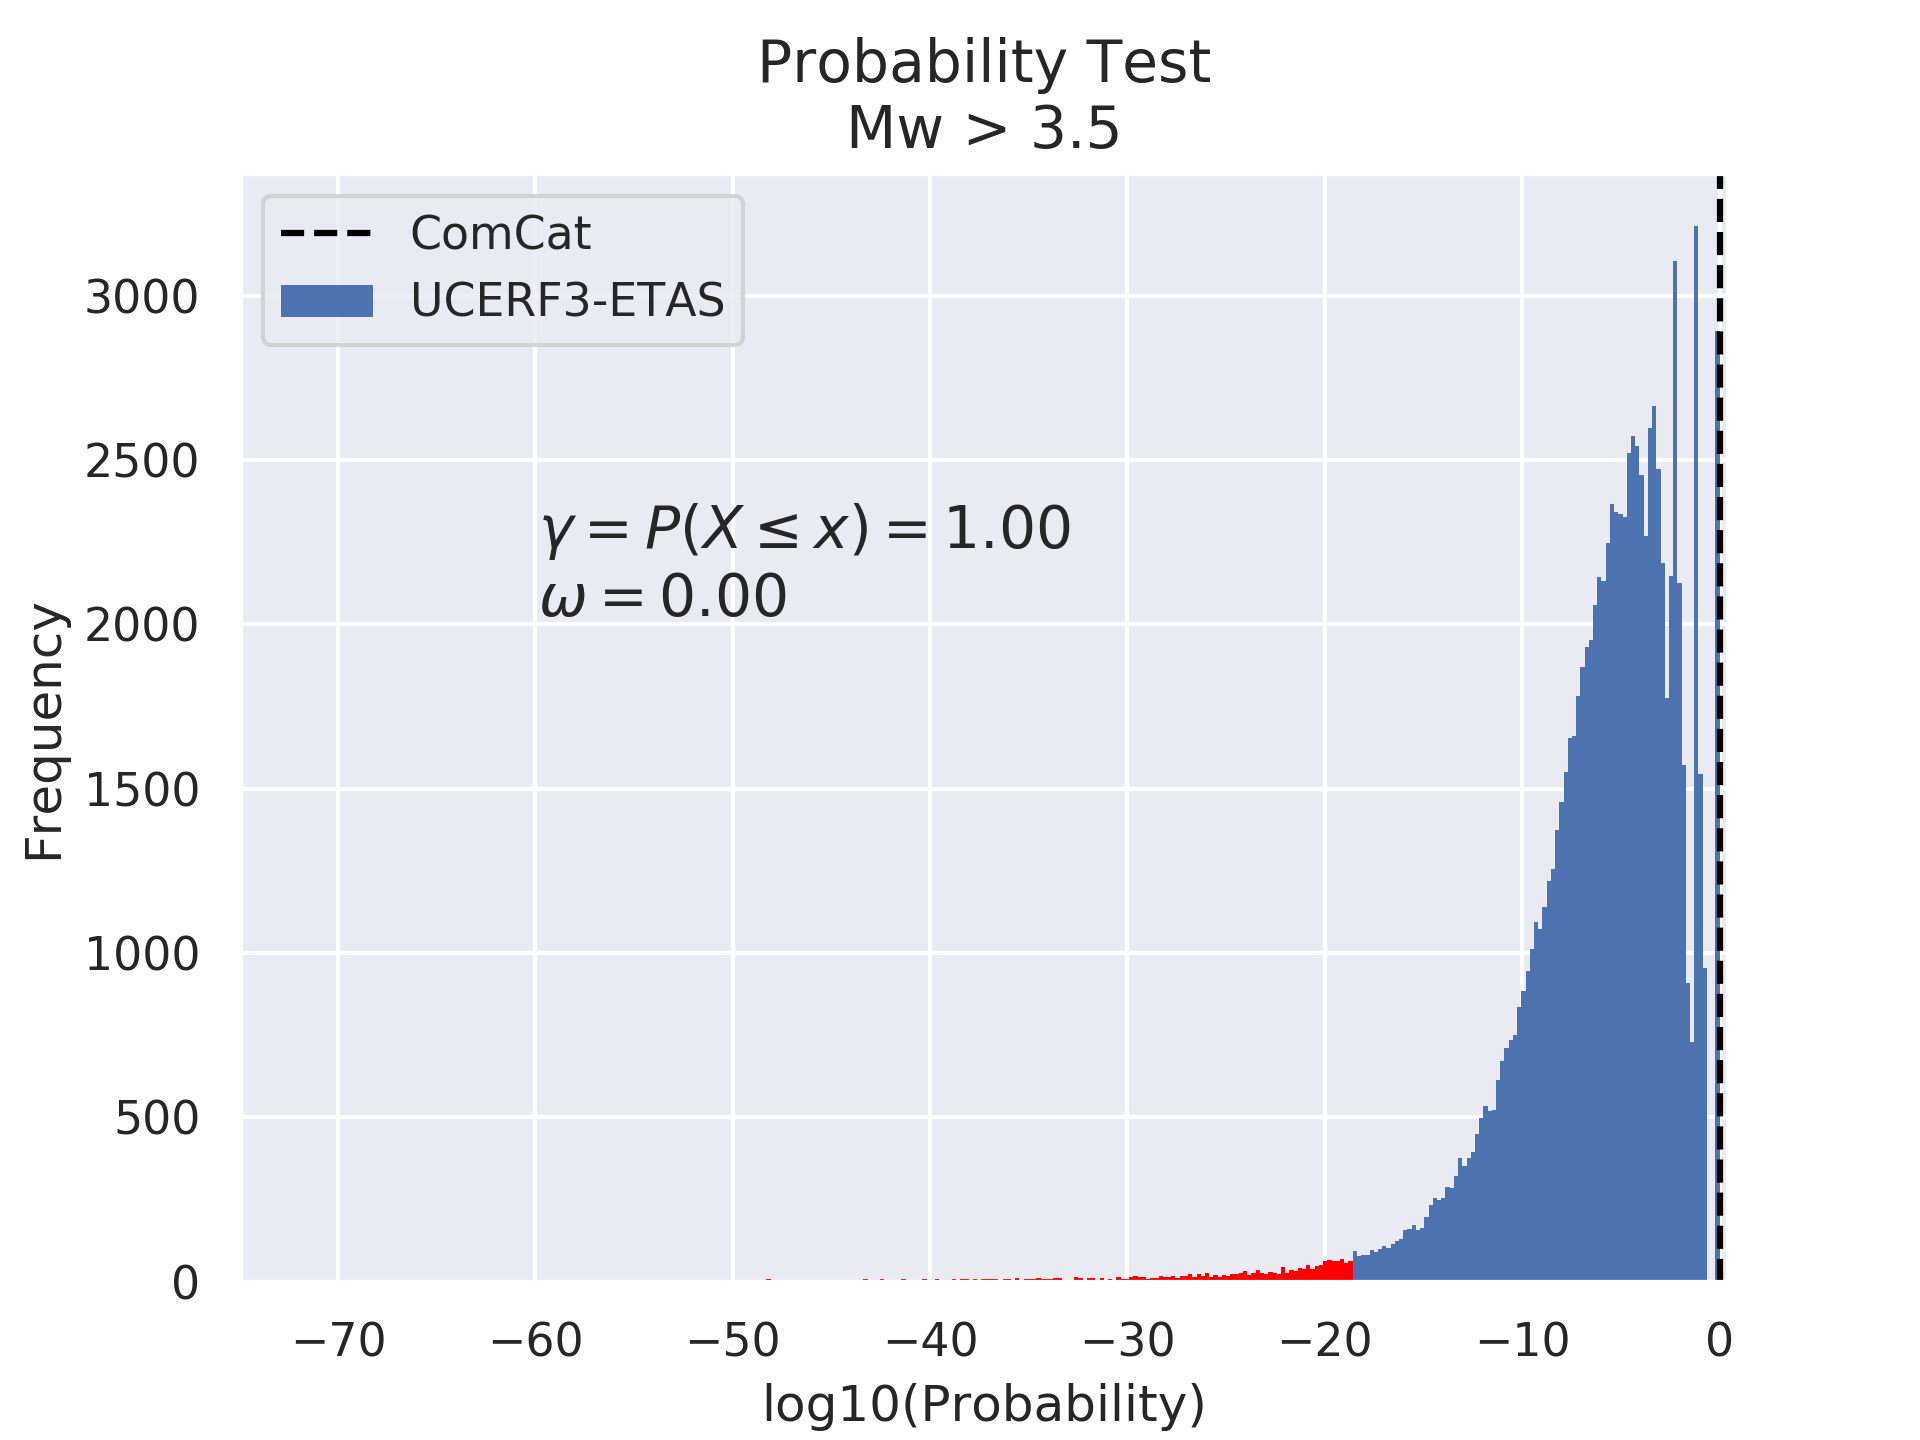 Probability Test
Mw > 3.5
ComCat
UCERF3-ETAS
γ = P(X ≤ x) = 1.00
ω = 0.00
Frequency
3000
2500
2000
1500
1000
500
0
−70 −60 −50 −40 −30 −20 −10 0
log10(Probability)